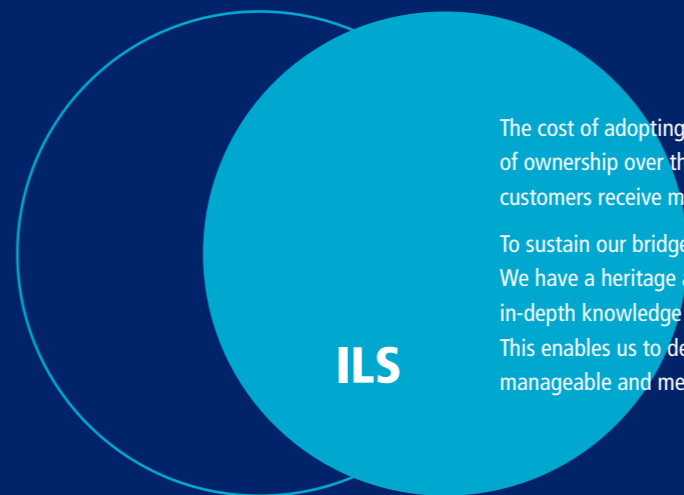 The cost of adopting
of ownership over th
customers receive m
To sustain our bridge
We have a heritage a
in-depth knowledge
This enables us to de
manageable and me
ILS